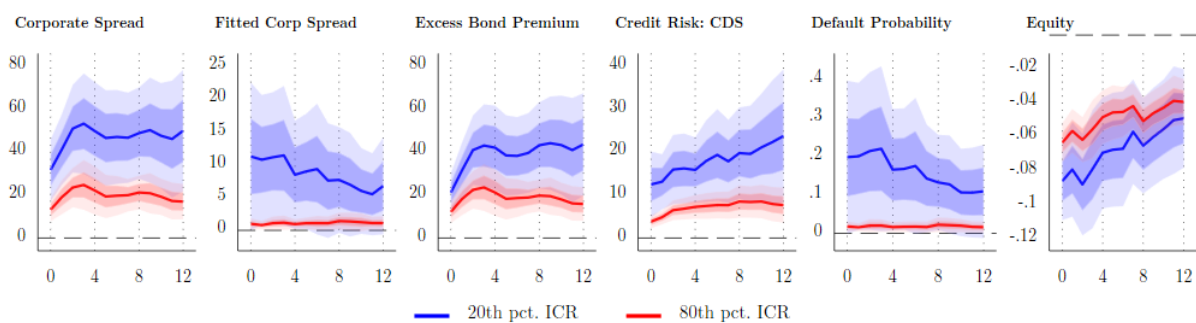 Corporate Spread
Fitted Corp Spread
Excess Bond Premium
Credit Risk: CDS
Default Probability
Equity
80
60
40
20
0
0 4 8 12
25
20
15
10
5
0
0 4 8 12
80
60
40
20
0
0 4 8 12
40
30
20
10
0
0 4 8 12
.4
.3
.2
.1
0
0 4 8 12
-.02
-.04
-.06
-.08
-.1
-.12
0 4 8 12
20th pct. ICR
80th pct. ICR